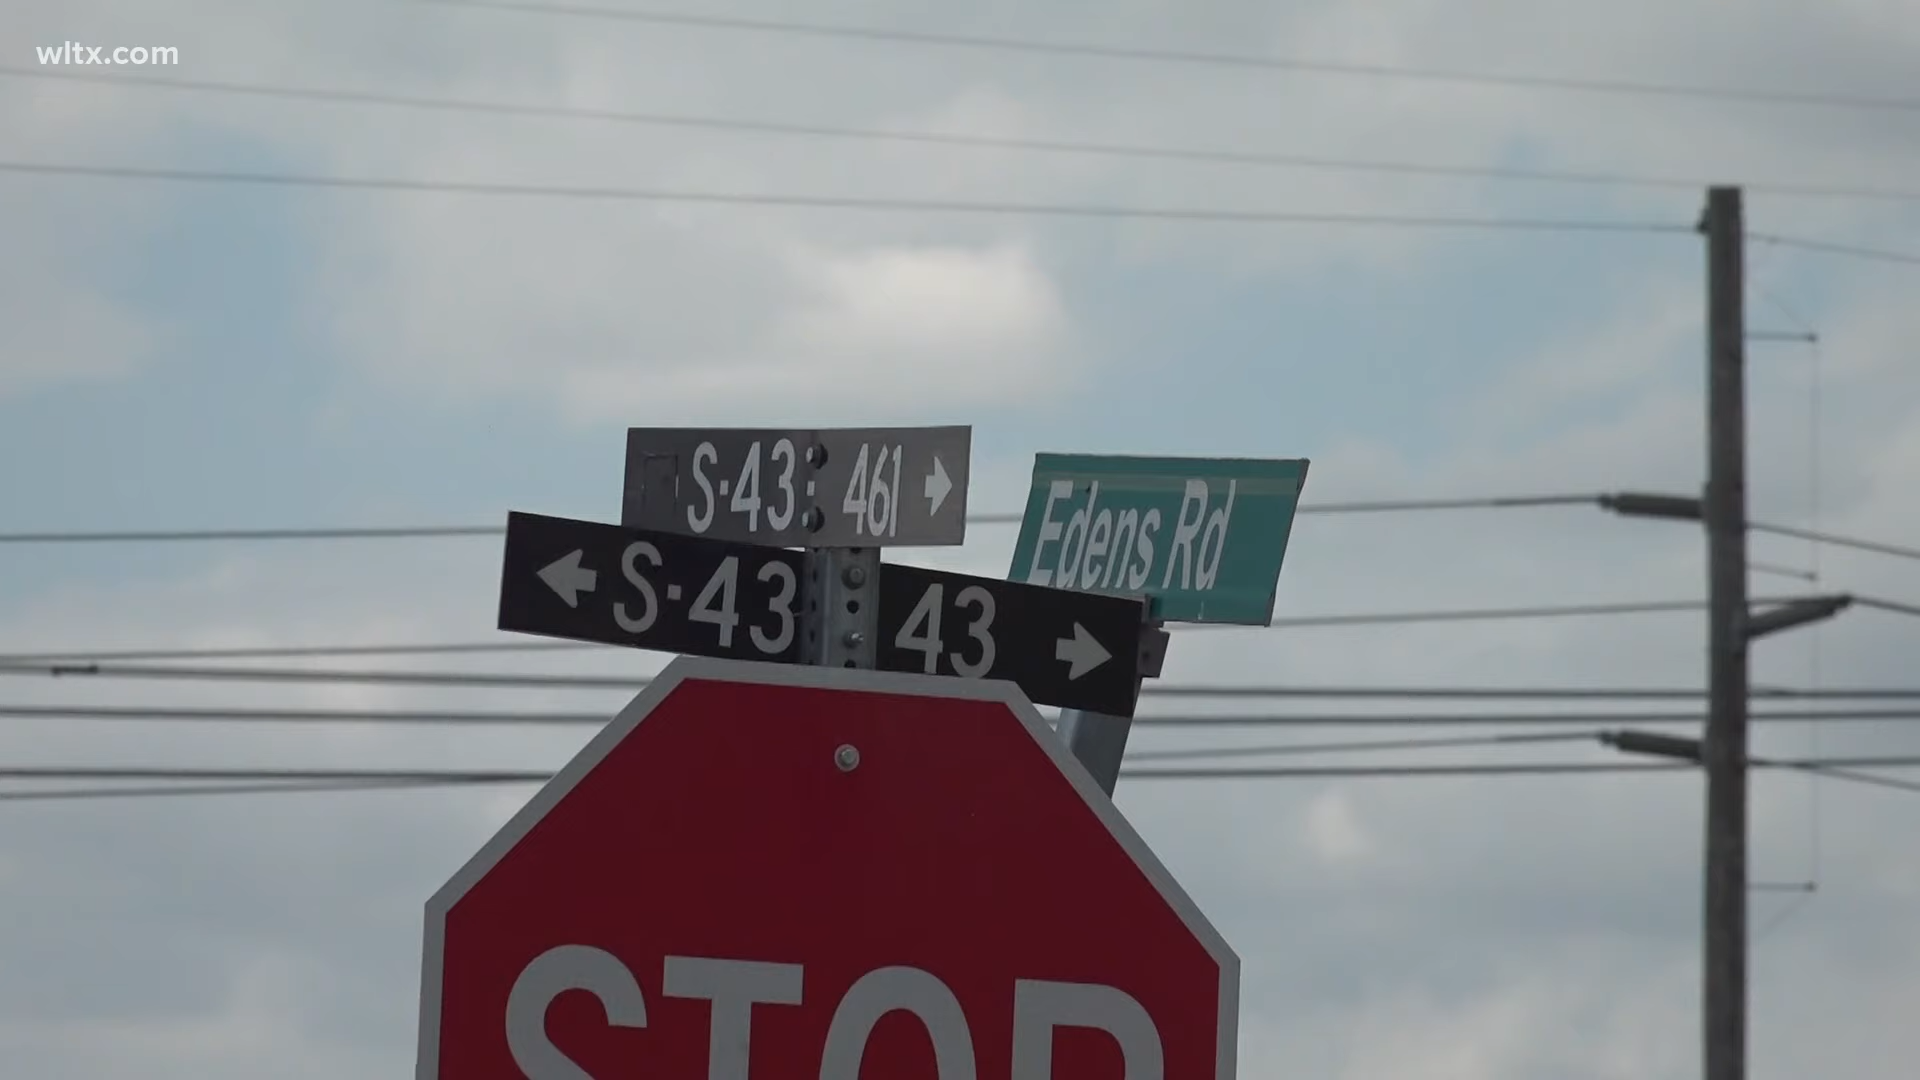 wltx.com
S-43 461 →
Edens Rd
← S-43 43 →
STOP